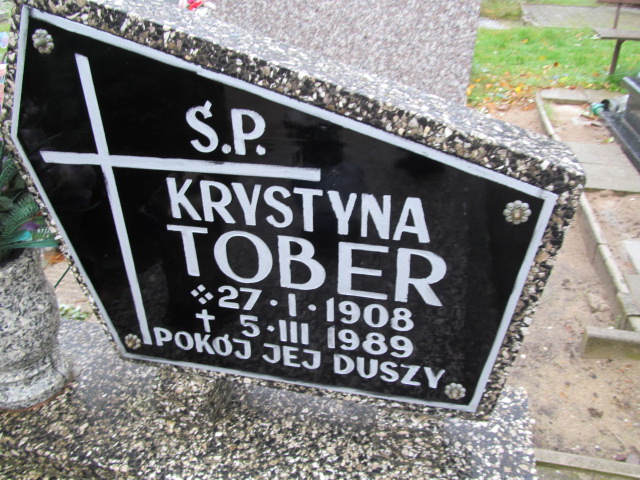 Ś.P.
KRYSTYNA
TOBER
* 27·I·1908
† 5·III 1989
POKÓJ JEJ DUSZY